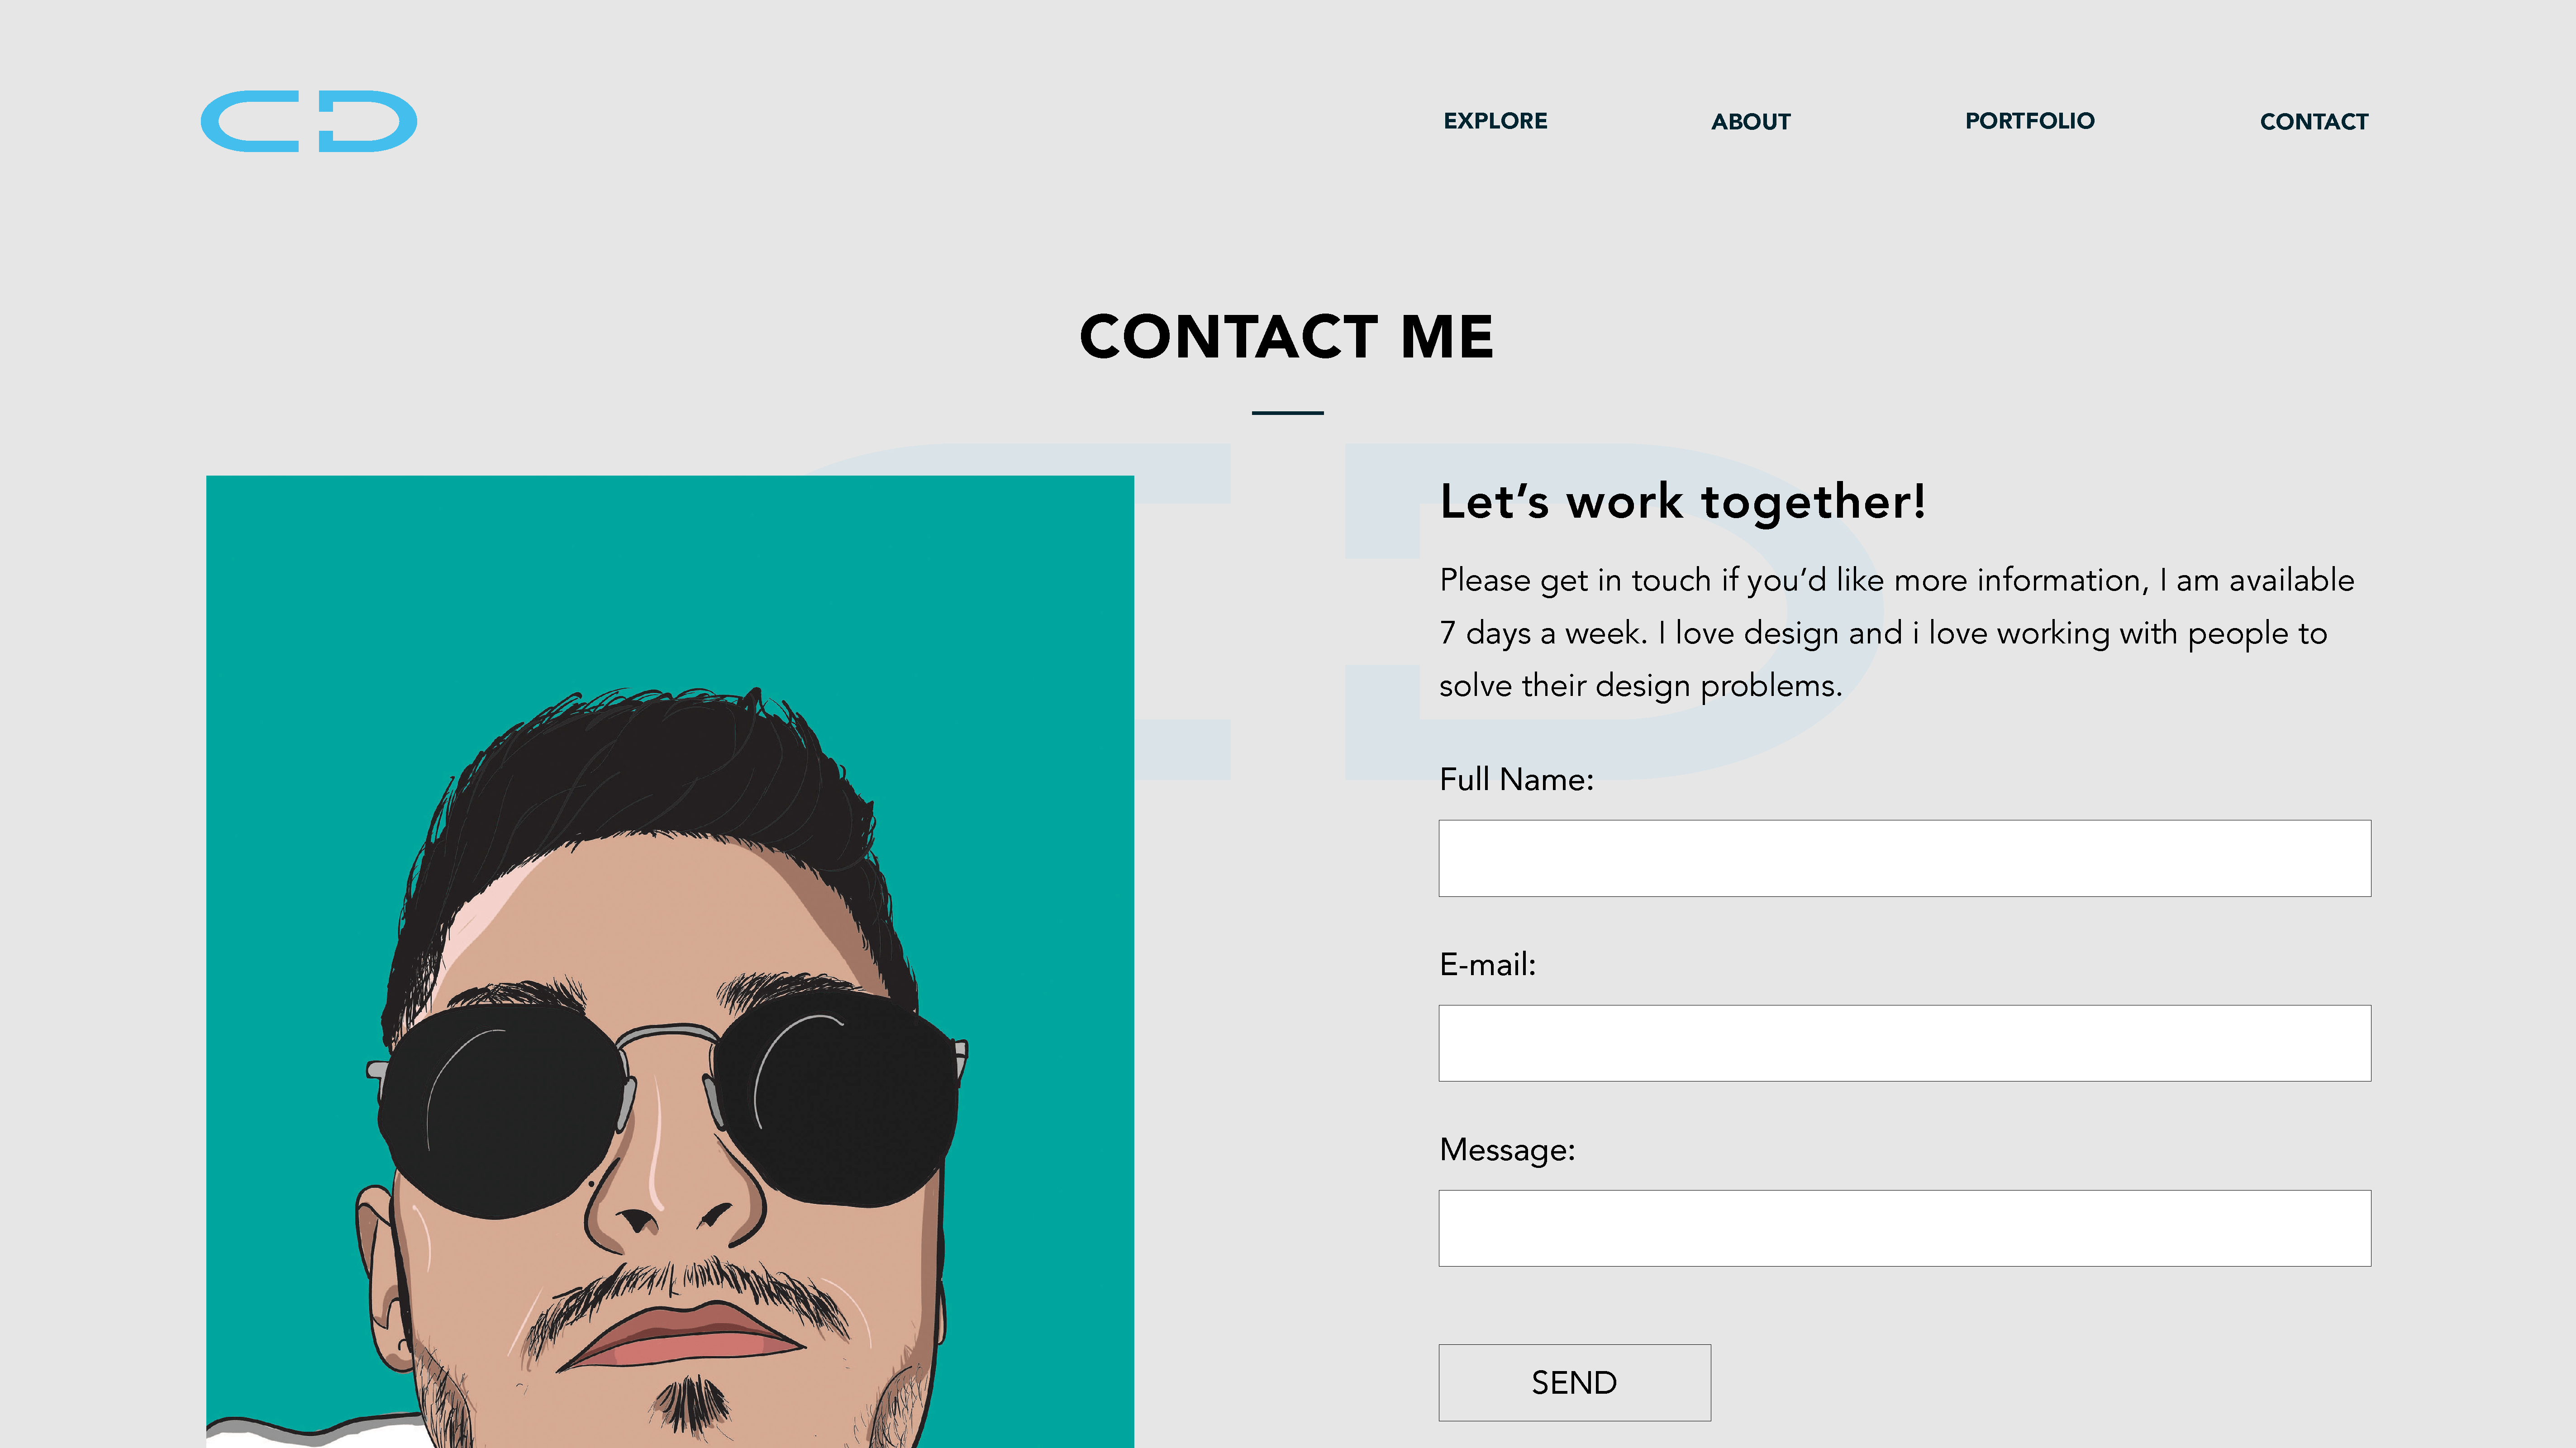 CD
EXPLORE ABOUT PORTFOLIO CONTACT
CONTACT ME
Let’s work together!
Please get in touch if you’d like more information, I am available
7 days a week. I love design and i love working with people to
solve their design problems.
Full Name:
E-mail:
Message:
SEND